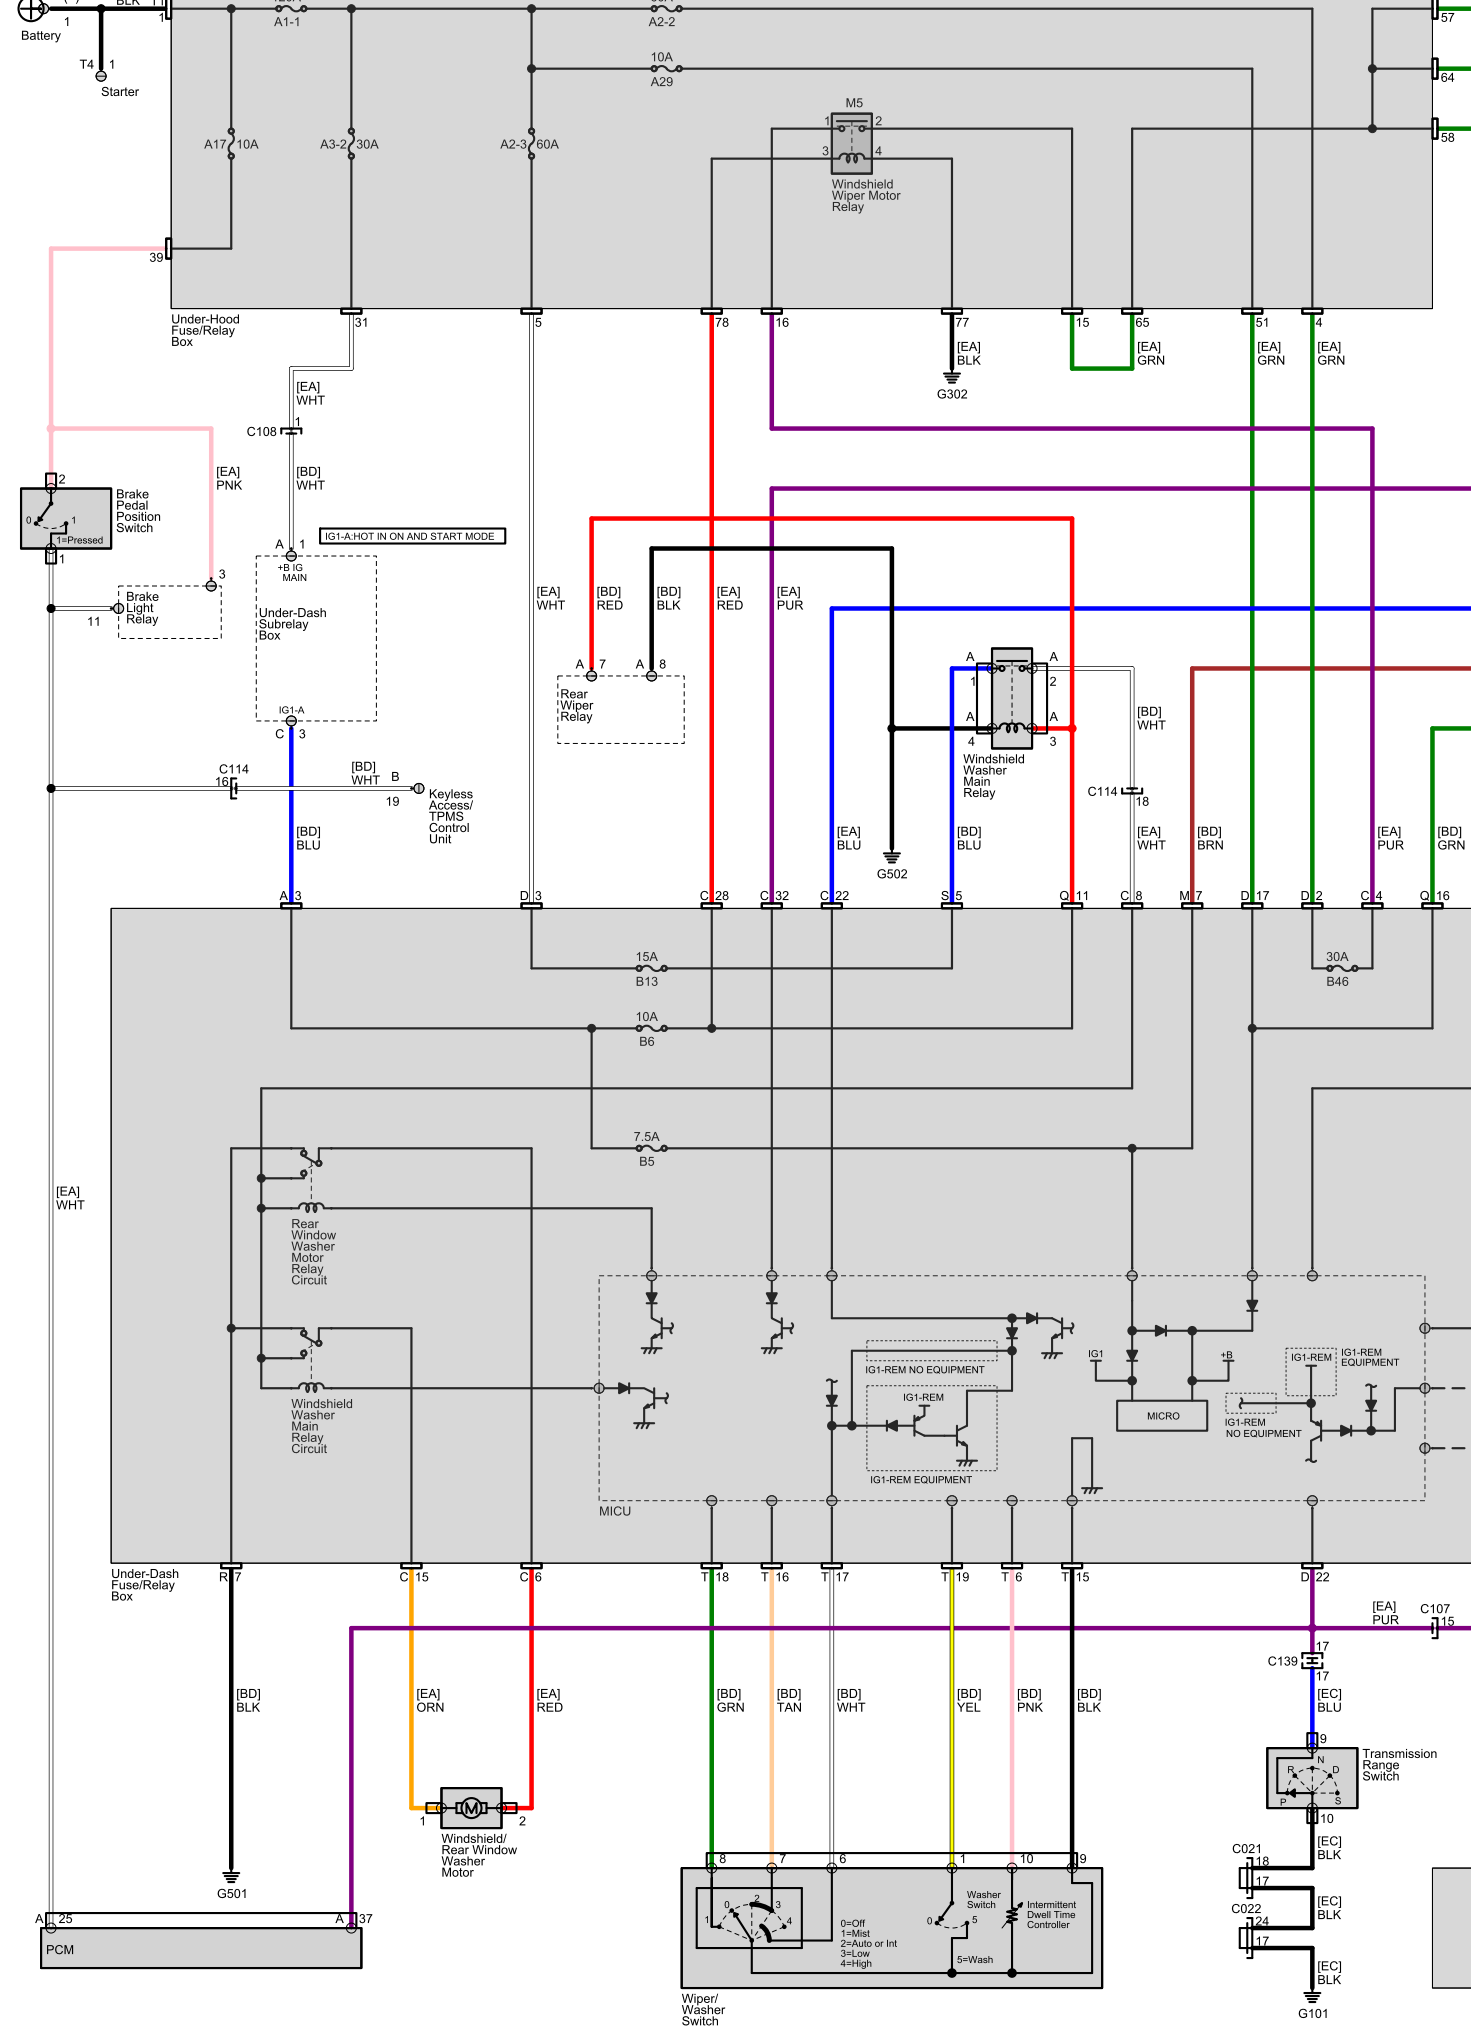 BLK
11
1
1
Battery
T4 1
Starter
A1-1
A2-2
10A
A29
57
64
58
M5
1 2
3 4
Windshield
Wiper Motor
Relay
A17 10A
A3-2 30A
A2-3 60A
39
Under-Hood
Fuse/Relay
Box
31
5
78
16
77
15
65
51
4
[EA]
BLK
G302
[EA]
GRN
[EA]
GRN
[EA]
GRN
[EA]
WHT
C108
1
[BD]
WHT
[EA]
PNK
2
Brake
Pedal
Position
Switch
0 1
1=Pressed
1
IG1-A:HOT IN ON AND START MODE
A 1
+B IG
MAIN
Under-Dash
Subrelay
Box
IG1-A
C 3
3
Brake
Light
Relay
11
[EA]
WHT
[BD]
RED
[BD]
BLK
[EA]
RED
[EA]
PUR
A 7
A 8
Rear
Wiper
Relay
A
1
A
2
A
4
A
3
Windshield
Washer
Main
Relay
[BD]
WHT
C114
18
C114
16
[BD]
WHT
B
19
Keyless
Access/
TPMS
Control
Unit
[BD]
BLU
[EA]
BLU
G502
[BD]
BLU
[EA]
WHT
[BD]
BRN
[EA]
PUR
[BD]
GRN
A 3
D 3
C 28
C 32
C 22
S 5
Q 11
C 8
M 7
D 17
D 2
C 4
Q 16
15A
B13
30A
B46
10A
B6
7.5A
B5
[EA]
WHT
Rear
Window
Washer
Motor
Relay
Circuit
Windshield
Washer
Main
Relay
Circuit
IG1-REM NO EQUIPMENT
IG1-REM
IG1-REM EQUIPMENT
IG1
+B
MICRO
IG1-REM
IG1-REM
EQUIPMENT
IG1-REM
NO EQUIPMENT
MICU
Under-Dash
Fuse/Relay
Box
R 7
C 15
C 6
T 18
T 16
T 17
T 19
T 6
T 15
D 22
[EA]
PUR
C107
15
17
C139
17
[BD]
BLK
[EA]
ORN
[EA]
RED
[BD]
GRN
[BD]
TAN
[BD]
WHT
[BD]
YEL
[BD]
PNK
[BD]
BLK
[EC]
BLU
9
Transmission
Range
Switch
N
R D
P S
10
1 M 2
Windshield/
Rear Window
Washer
Motor
G501
A 25
A 37
PCM
8 7 6 1 10 9
0 2 3
1 4
0=Off
1=Mist
2=Auto or Int
3=Low
4=High
Washer
Switch
0 5
5=Wash
Intermittent
Dwell Time
Controller
Wiper/
Washer
Switch
C021
18
17
[EC]
BLK
C022
24
17
[EC]
BLK
[EC]
BLK
G101